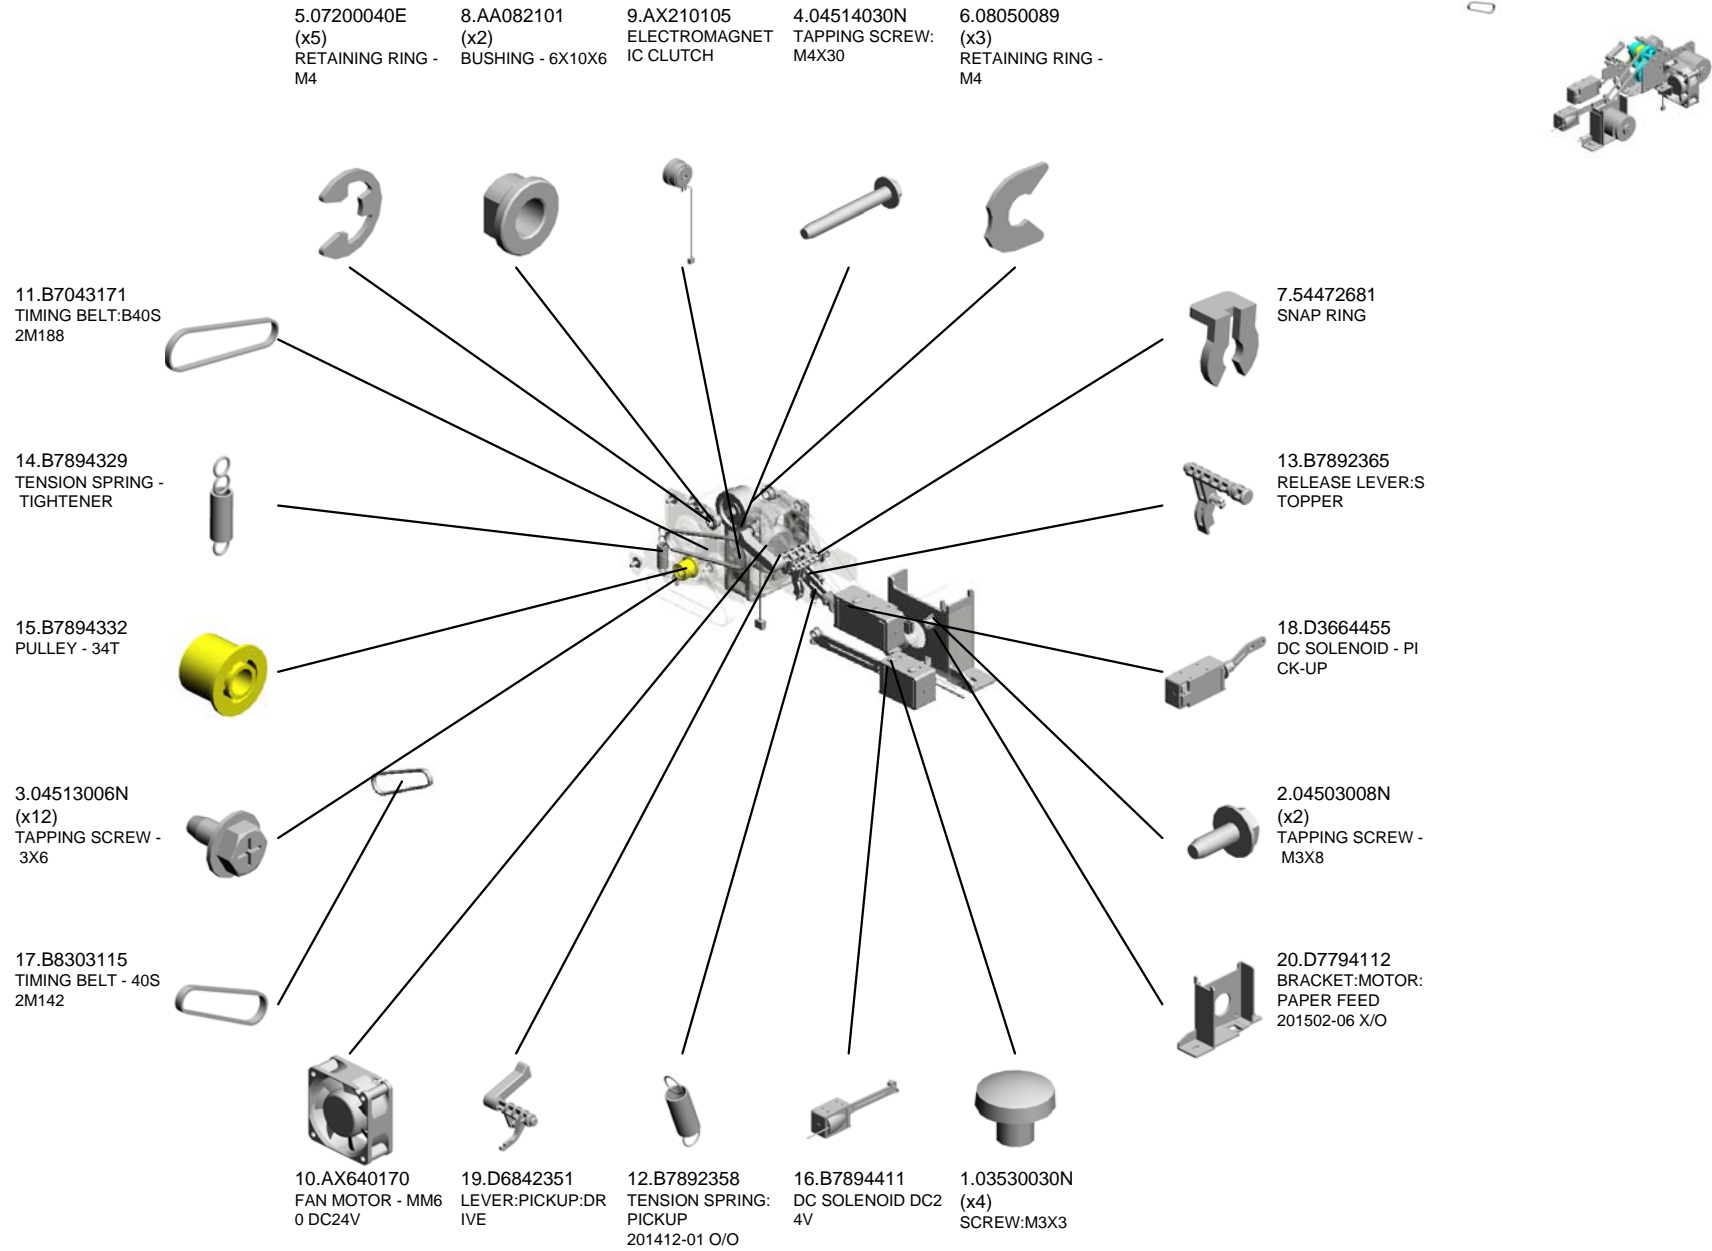 5.07200040E
(x5)
RETAINING RING -
M4
8.AA082101
(x2)
BUSHING - 6X10X6
9.AX210105
ELECTROMAGNET
IC CLUTCH
4.04514030N
TAPPING SCREW:
M4X30
6.08050089
(x3)
RETAINING RING -
M4
11.B7043171
TIMING BELT:B40S
2M188
7.54472681
SNAP RING
14.B7894329
TENSION SPRING -
TIGHTENER
13.B7892365
RELEASE LEVER:S
TOPPER
15.B7894332
PULLEY - 34T
18.D3664455
DC SOLENOID - PI
CK-UP
3.04513006N
(x12)
TAPPING SCREW -
3X6
2.04503008N
(x2)
TAPPING SCREW -
M3X8
17.B8303115
TIMING BELT - 40S
2M142
20.D7794112
BRACKET:MOTOR:
PAPER FEED
201502-06 X/O
10.AX640170
FAN MOTOR - MM6
0 DC24V
19.D6842351
LEVER:PICKUP:DR
IVE
12.B7892358
TENSION SPRING:
PICKUP
201412-01 O/O
16.B7894411
DC SOLENOID DC2
4V
1.03530030N
(x4)
SCREW:M3X3